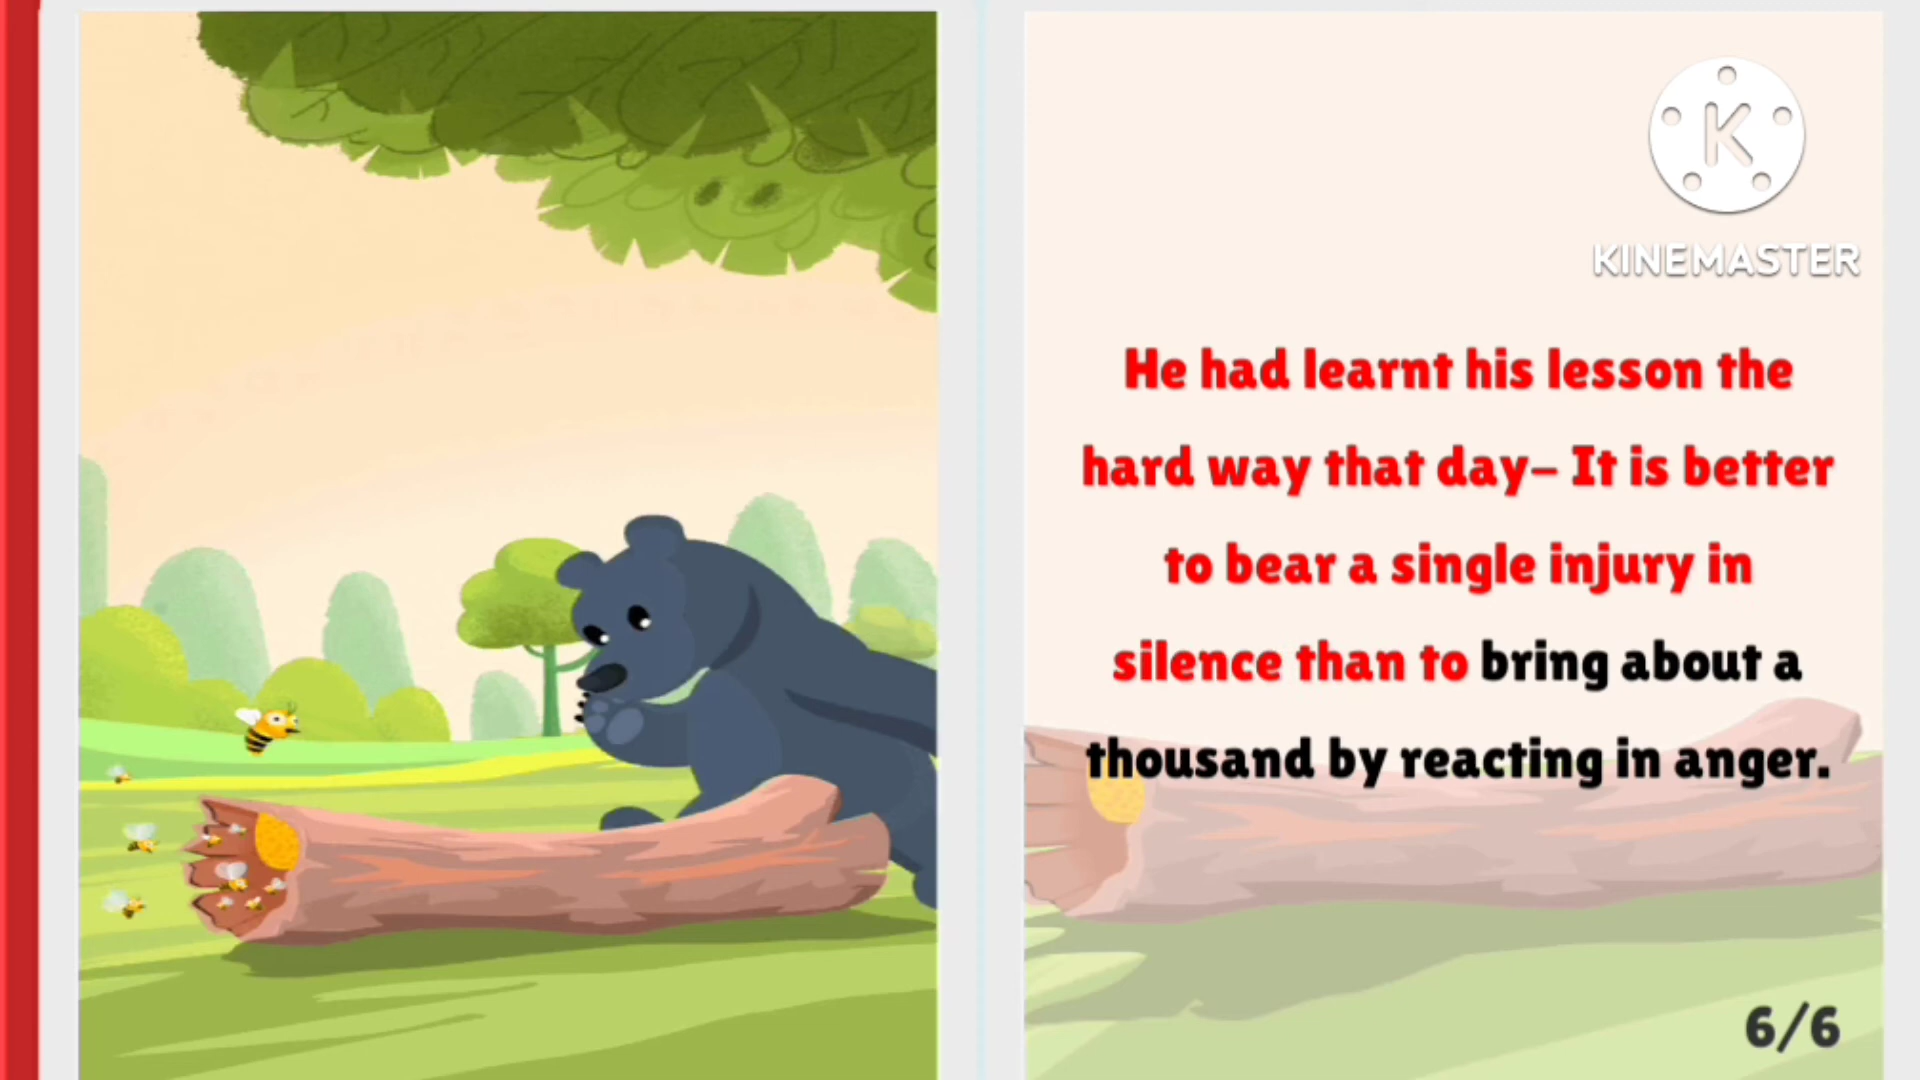 K
KINEMASTER
He had learnt his lesson the
hard way that day– It is better
to bear a single injury in
silence than to bring about a
thousand by reacting in anger.
6/6